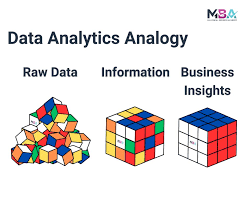 MBA
Data Analytics Analogy
Raw Data
Information
Business
Insights